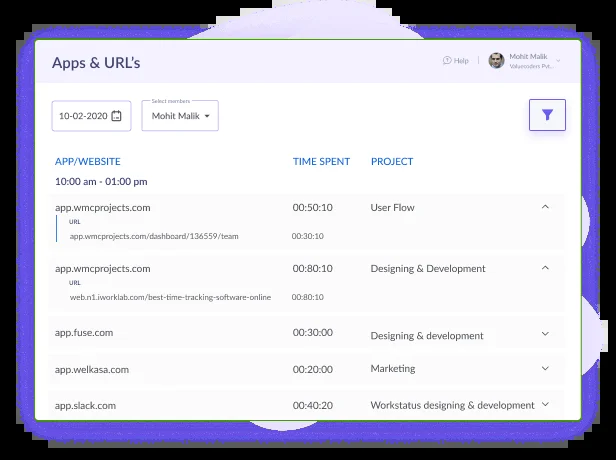 Apps & URL's
Help
Mohit Malik
Valuecoders Pvt..
10-02-2020
Select members
Mohit Malik
APP/WEBSITE TIME SPENT PROJECT
10:00 am - 01:00 pm
app.wmcprojects.com 00:50:10 User Flow
URL
app.wmcprojects.com/dashboard/136559/team 00:30:10
app.wmcprojects.com 00:80:10 Designing & Development
URL
web.n1.iworklab.com/best-time-tracking-software-online 00:80:10
app.fuse.com 00:30:00 Designing & development
app.welkasa.com 00:20:00 Marketing
app.slack.com 00:40:20 Workstatus designing & development